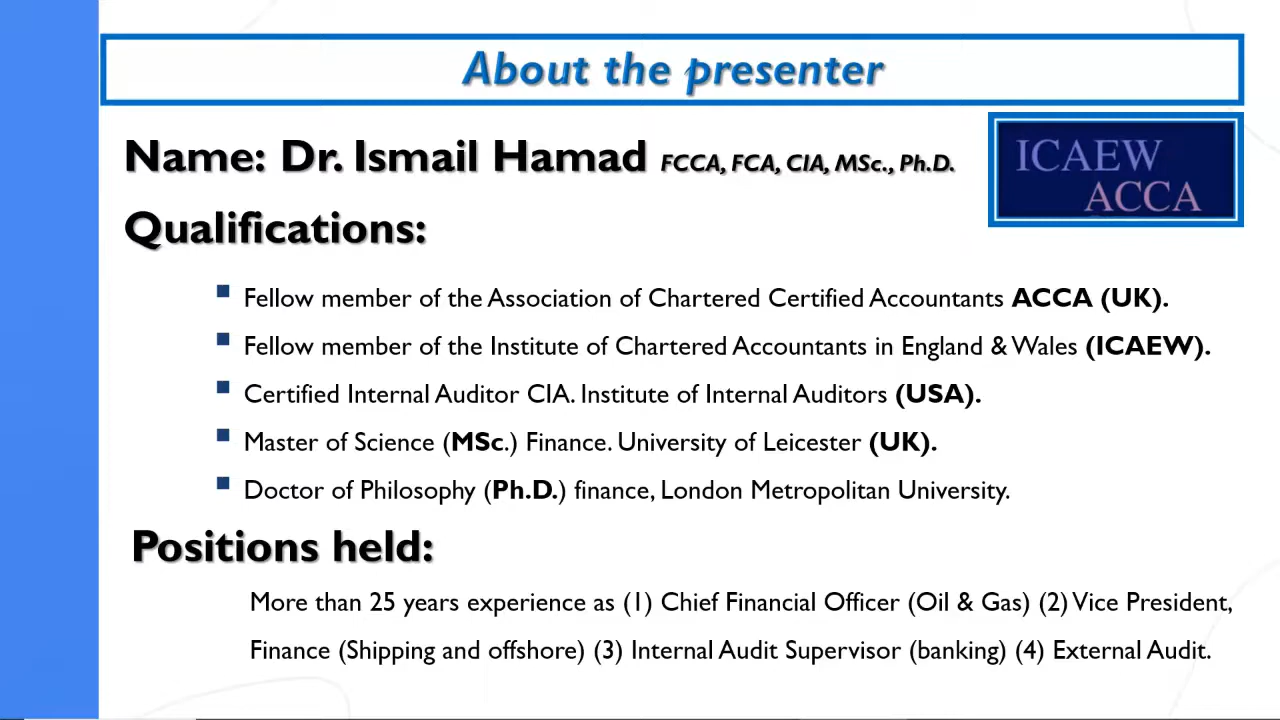 About the presenter
Name: Dr. Ismail Hamad FCCA, FCA, CIA, MSc., Ph.D.
ICAEW
ACCA
Qualifications:
Fellow member of the Association of Chartered Certified Accountants ACCA (UK).
Fellow member of the Institute of Chartered Accountants in England & Wales (ICAEW).
Certified Internal Auditor CIA. Institute of Internal Auditors (USA).
Master of Science (MSc.) Finance. University of Leicester (UK).
Doctor of Philosophy (Ph.D.) finance, London Metropolitan University.
Positions held:
More than 25 years experience as (1) Chief Financial Officer (Oil & Gas) (2) Vice President,
Finance (Shipping and offshore) (3) Internal Audit Supervisor (banking) (4) External Audit.